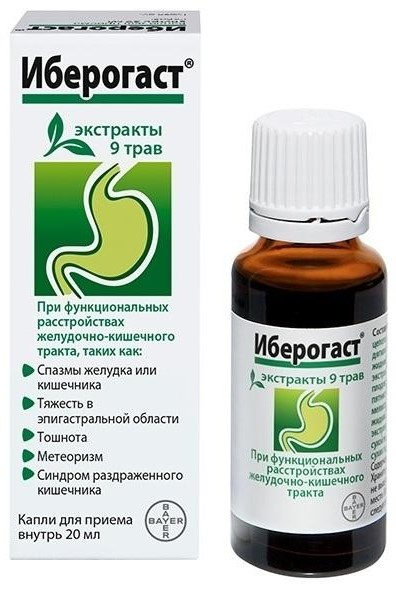 Иберогаст®
экстракты
9 трав
При функциональных
расстройствах
желудочно-кишечного
тракта, таких как:
Спазмы желудка или
кишечника
Тяжесть в
эпигастральной области
Тошнота
Метеоризм
Синдром раздраженного
кишечника
Капли для приема
внутрь 20 мл
BAYER
BAYER
Иберогаст®
экстракты 9 трав
При функциональных
расстройствах
желудочно-кишечного
тракта
BAYER
BAYER